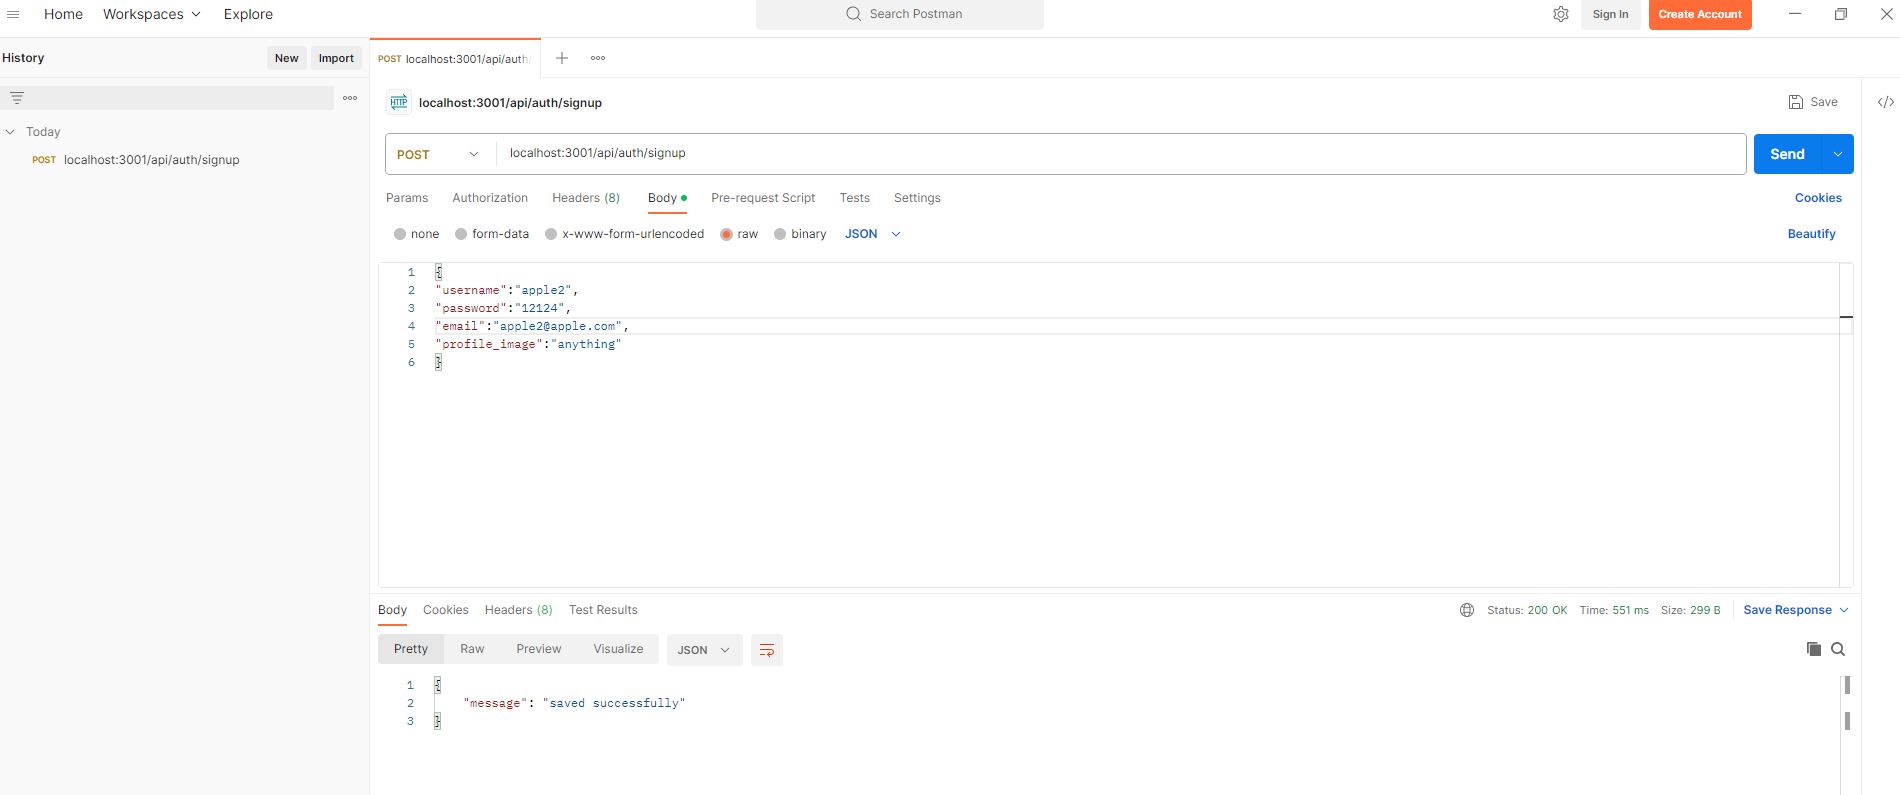 Home Workspaces Explore Search Postman Sign In Create Account
History New Import POST localhost:3001/api/auth
HTTP localhost:3001/api/auth/signup Save
Today
POST localhost:3001/api/auth/signup
POST localhost:3001/api/auth/signup Send
Params Authorization Headers (8) Body Pre-request Script Tests Settings Cookies
none form-data x-www-form-urlencoded raw binary JSON Beautify
1 {
2 "username":"apple2",
3 "password":"12124",
4 "email":"apple2@apple.com",
5 "profile_image":"anything"
6 }
Body Cookies Headers (8) Test Results Status: 200 OK Time: 551 ms Size: 299 B Save Response
Pretty Raw Preview Visualize JSON
1 {
2 "message": "saved successfully"
3 }